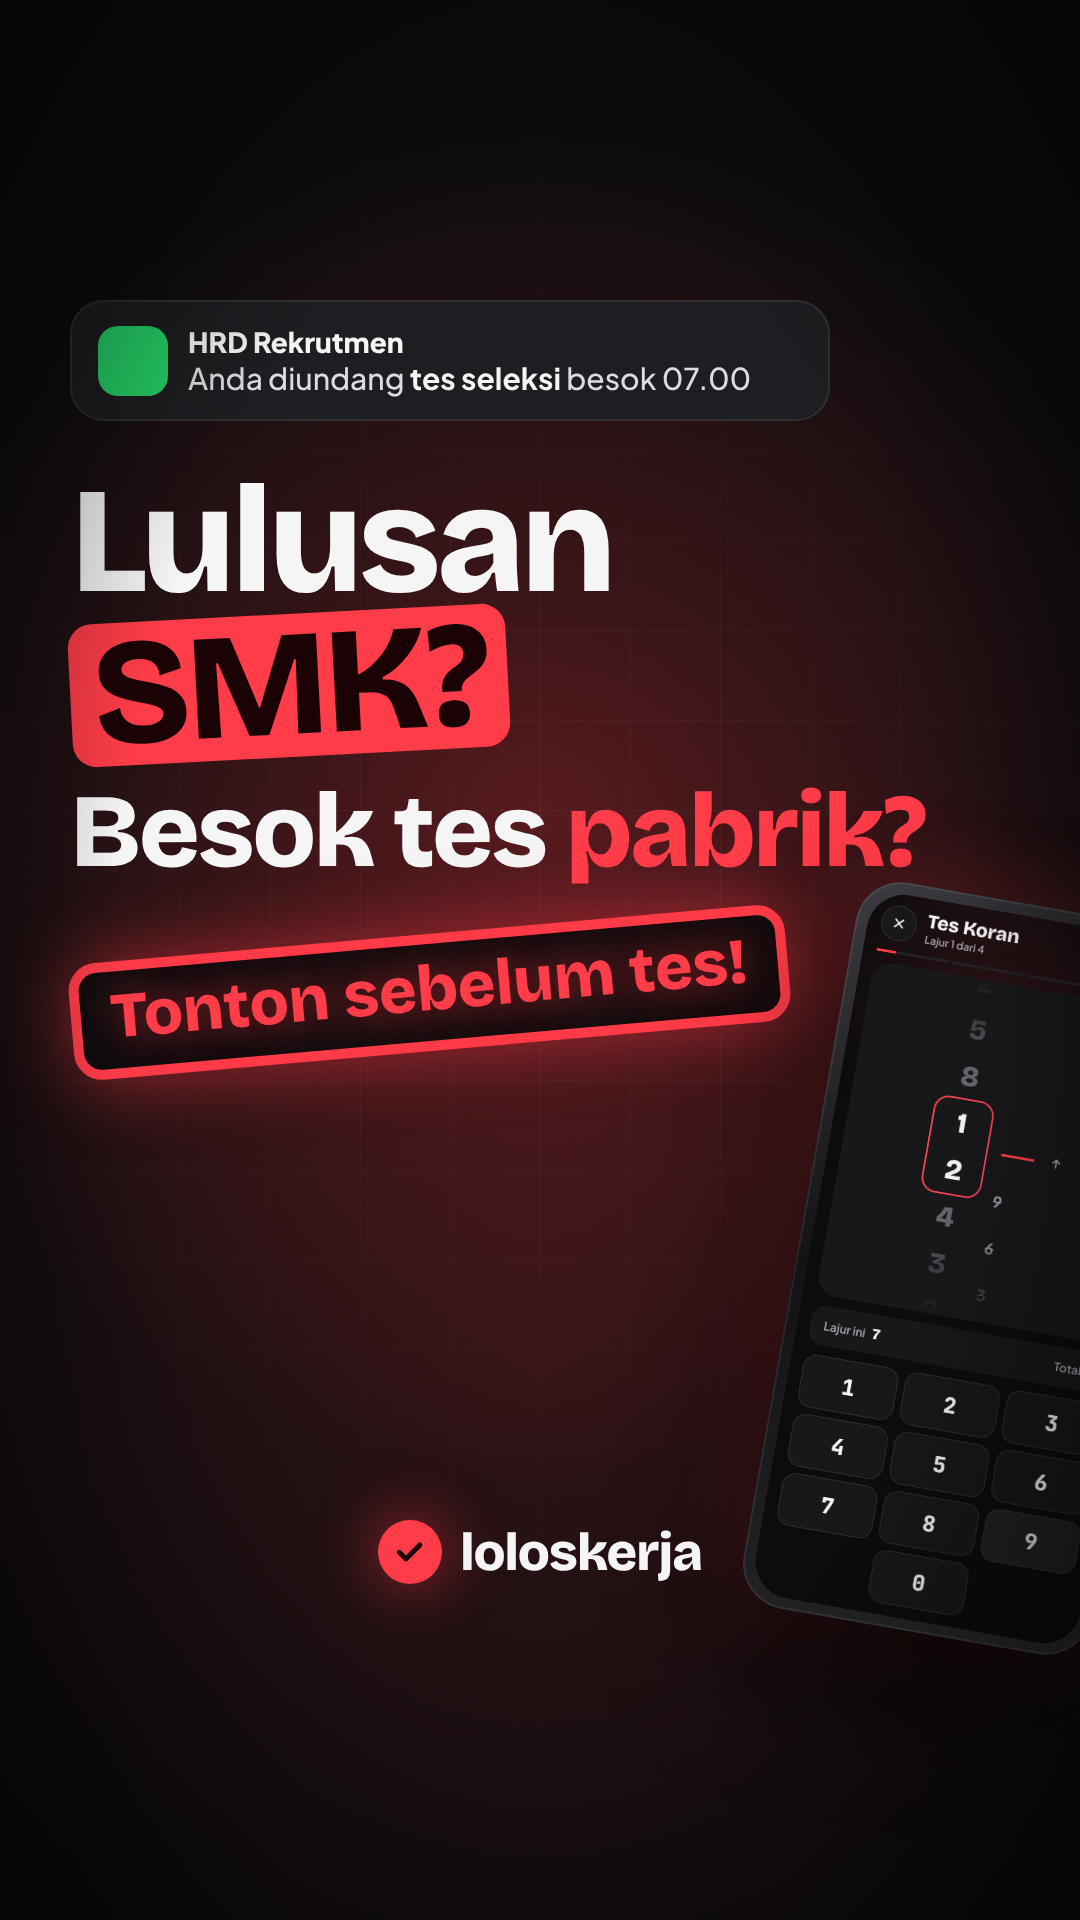 HRD Rekrutmen
Anda diundang tes seleksi besok 07.00
Lulusan
SMK?
Besok tes pabrik?
Tonton sebelum tes!
Tes Koran
Lajur 1 dari 4
5
8
1
2
4
3
9
6
3
Lajur ini 7
Total
1 2 3
4 5 6
7 8 9
0
loloskerja